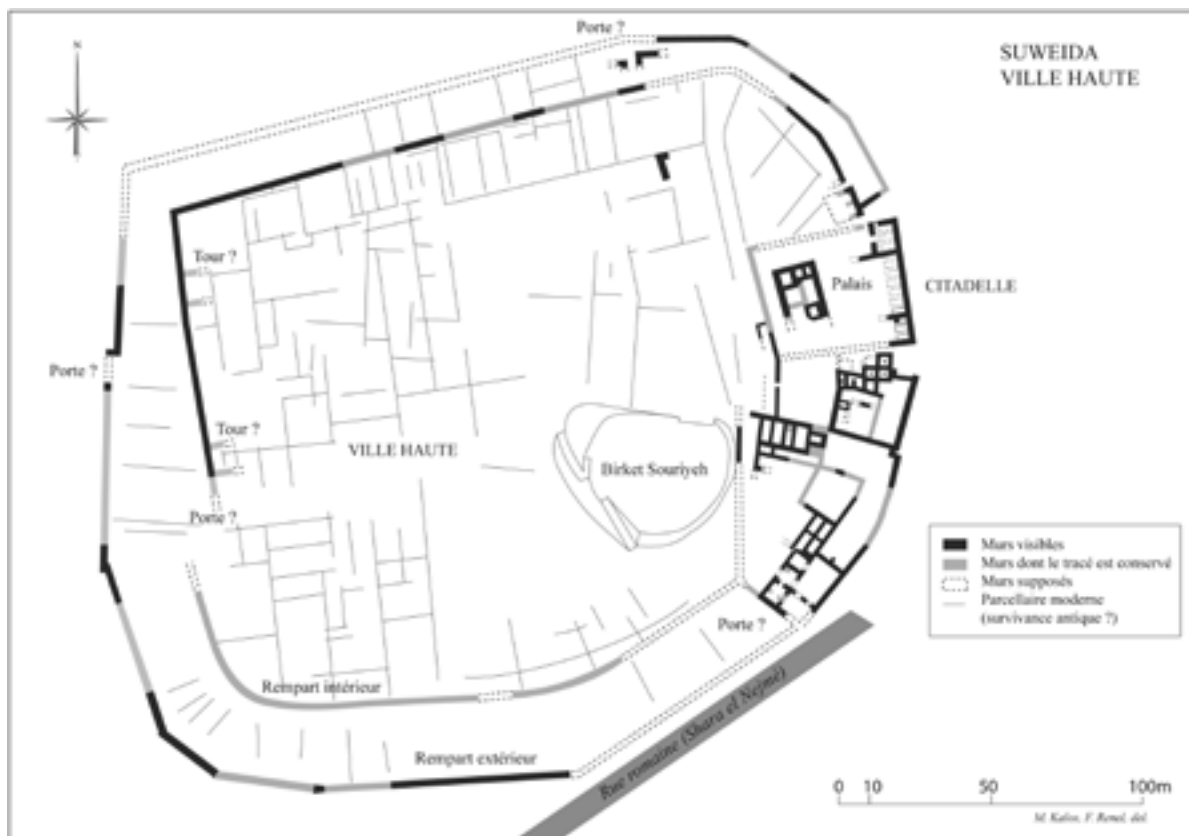 Porte ?
SUWEIDA
VILLE HAUTE
N
Tour ?
Palais
CITADELLE
Porte ?
Tour ?
VILLE HAUTE
Birket Souriyeh
Porte ?
Murs visibles
Murs dont le tracé est conservé
Murs supposés
Parcellaire moderne
(survivance antique ?)
Porte ?
Rempart intérieur
Rue romaine (Shara el Nejmé)
Rempart extérieur
0 10 50 100m
M. Kalos, F. Renel, del.